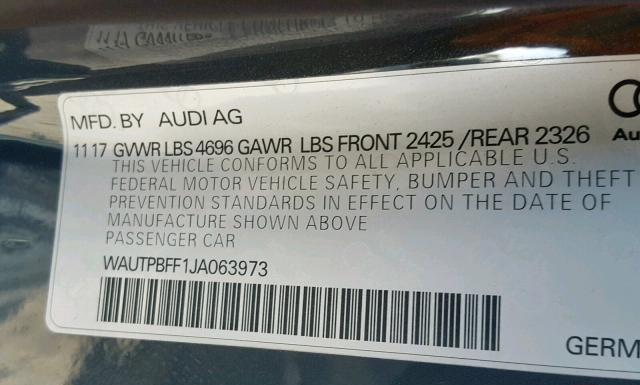 MFD. BY AUDI AG
11 17 GVWR LBS 4696 GAWR LBS FRONT 2425 /REAR 2326
THIS VEHICLE CONFORMS TO ALL APPLICABLE U.S.
FEDERAL MOTOR VEHICLE SAFETY, BUMPER AND THEFT
PREVENTION STANDARDS IN EFFECT ON THE DATE OF
MANUFACTURE SHOWN ABOVE
PASSENGER CAR
WAUTPBFF1JA063973